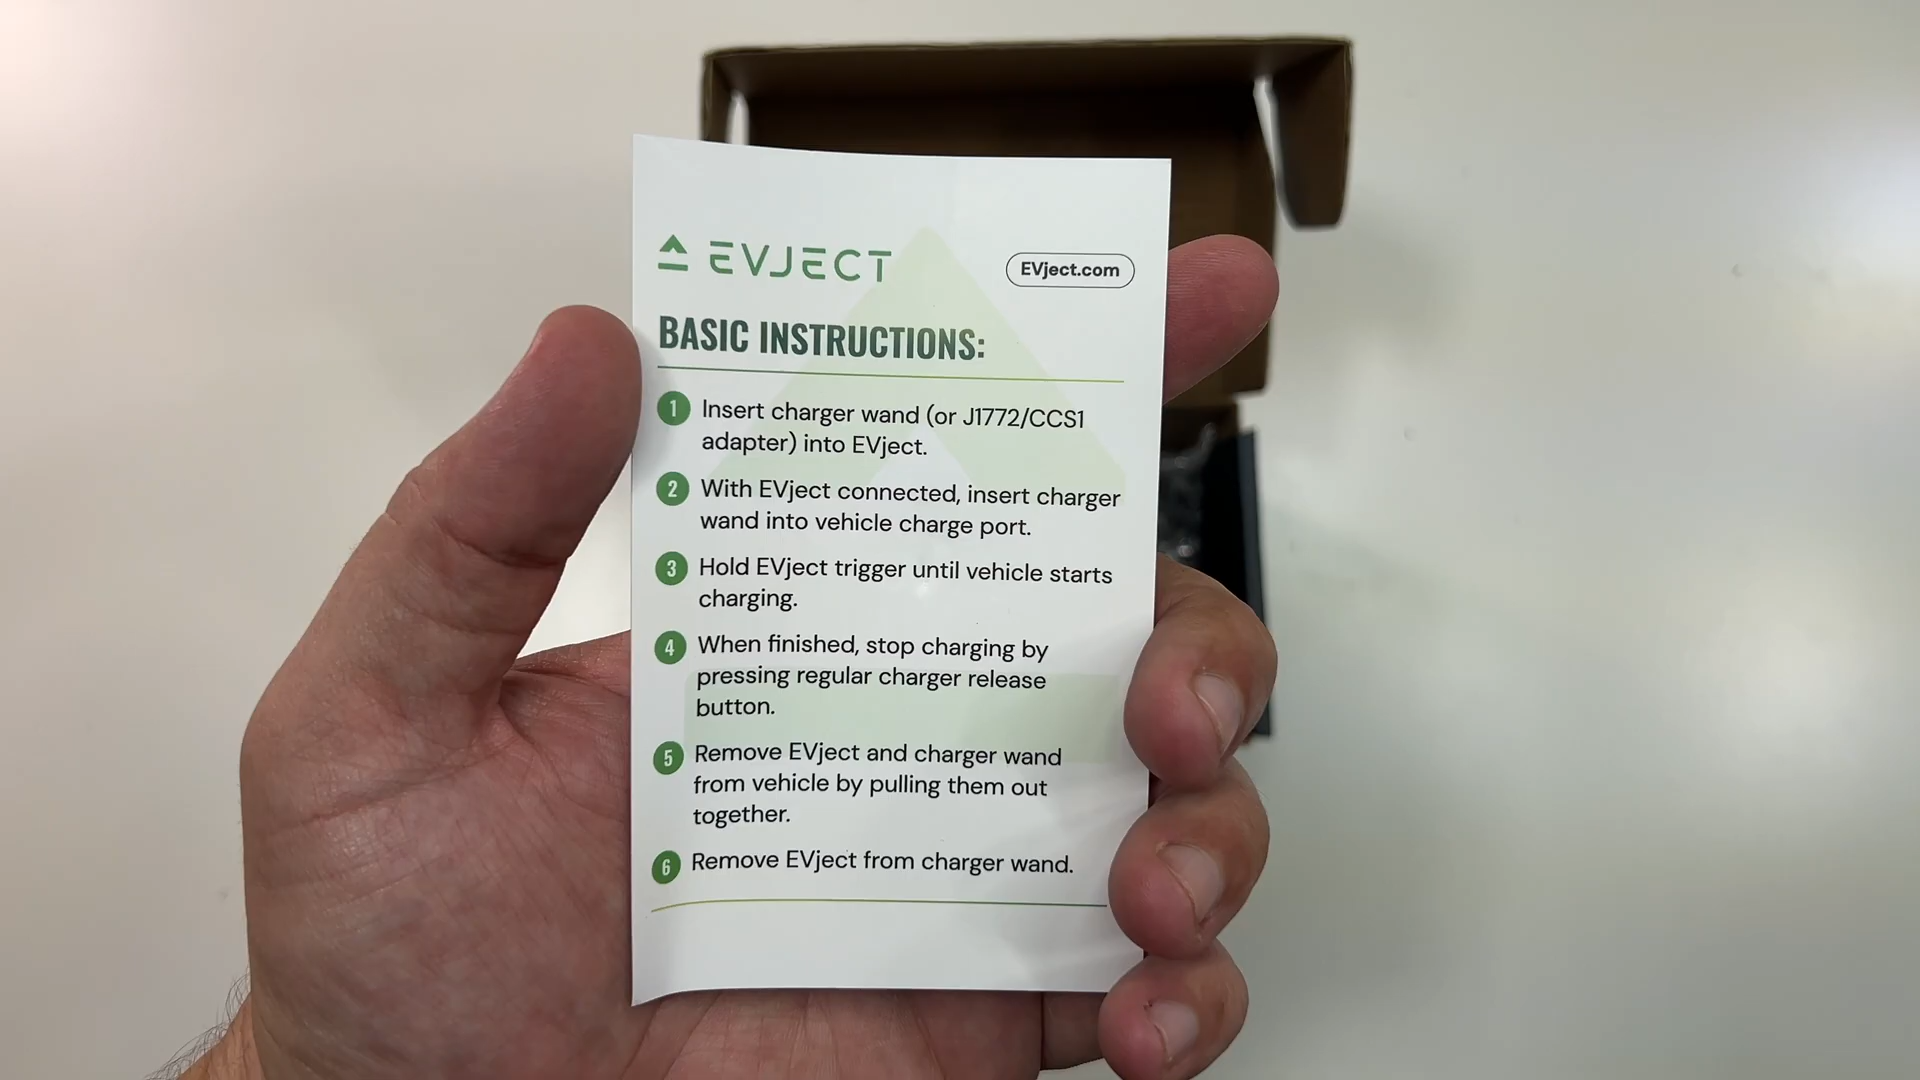 EVJECT
EVject.com
BASIC INSTRUCTIONS:
1 Insert charger wand (or J1772/CCS1
adapter) into EVject.
2 With EVject connected, insert charger
wand into vehicle charge port.
3 Hold EVject trigger until vehicle starts
charging.
4 When finished, stop charging by
pressing regular charger release
button.
5 Remove EVject and charger wand
from vehicle by pulling them out
together.
6 Remove EVject from charger wand.